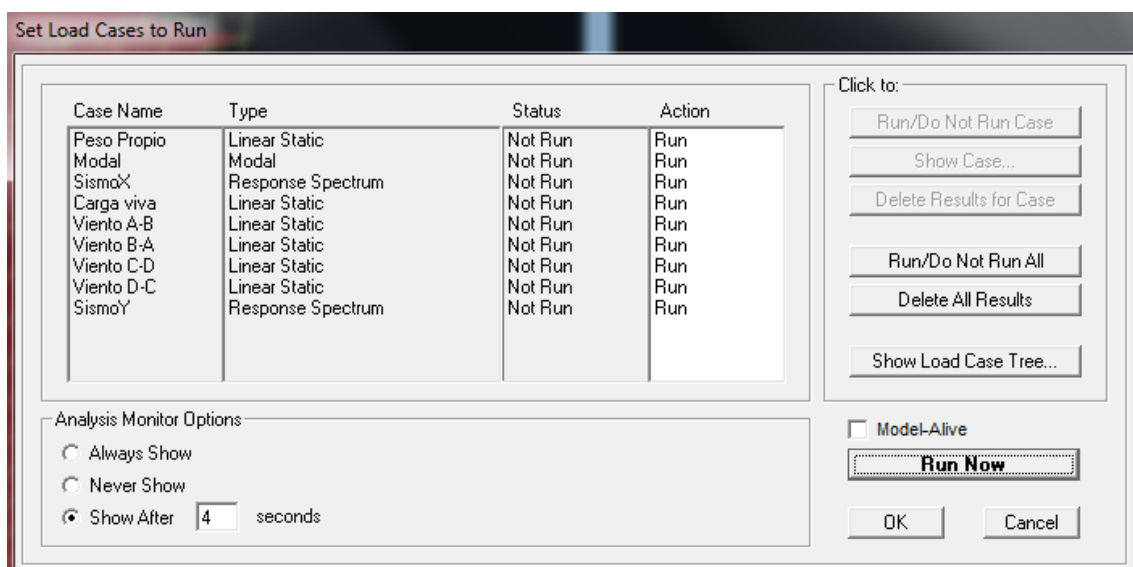 Set Load Cases to Run
Case Name Type Status Action
Peso Propio Linear Static Not Run Run
Modal Modal Not Run Run
SismoX Response Spectrum Not Run Run
Carga viva Linear Static Not Run Run
Viento A-B Linear Static Not Run Run
Viento B-A Linear Static Not Run Run
Viento C-D Linear Static Not Run Run
Viento D-C Linear Static Not Run Run
SismoY Response Spectrum Not Run Run
Click to:
Run/Do Not Run Case
Show Case...
Delete Results for Case
Run/Do Not Run All
Delete All Results
Show Load Case Tree...
Analysis Monitor Options
Always Show
Never Show
Show After 4 seconds
Model-Alive
Run Now
OK Cancel